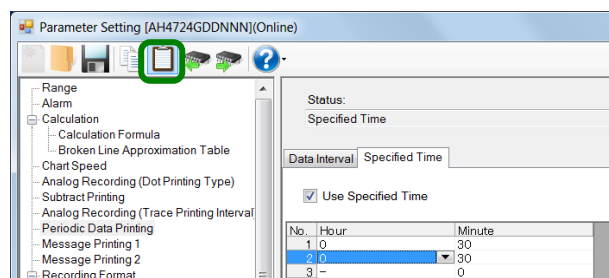 Parameter Setting [AH4724GDDNNN](Online)
Range
Alarm
Calculation
Calculation Formula
Broken Line Approximation Table
Chart Speed
Analog Recording (Dot Printing Type)
Subtract Printing
Analog Recording (Trace Printing Interval
Periodic Data Printing
Message Printing 1
Message Printing 2
Recording Format
Status:
Specified Time
Data Interval Specified Time
Use Specified Time
No. Hour Minute
1 0 30
2 0 30
3 - 0